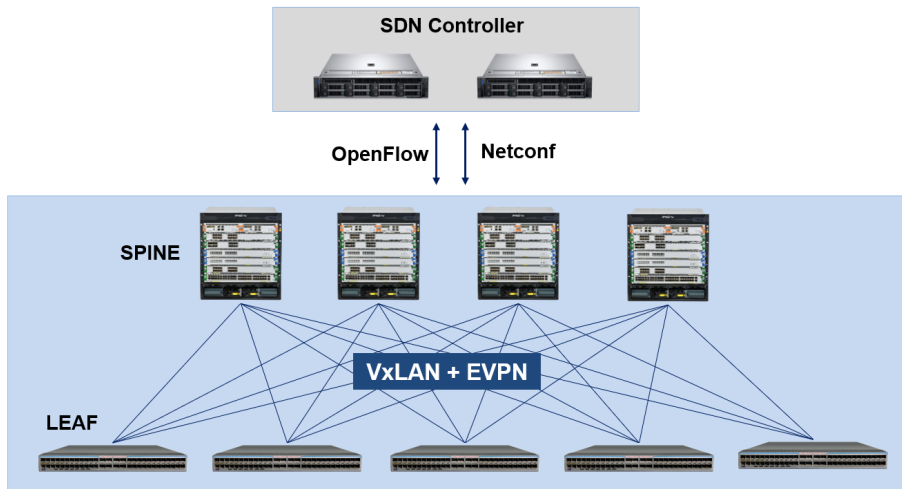 SDN Controller
OpenFlow
Netconf
SPINE
VxLAN + EVPN
LEAF